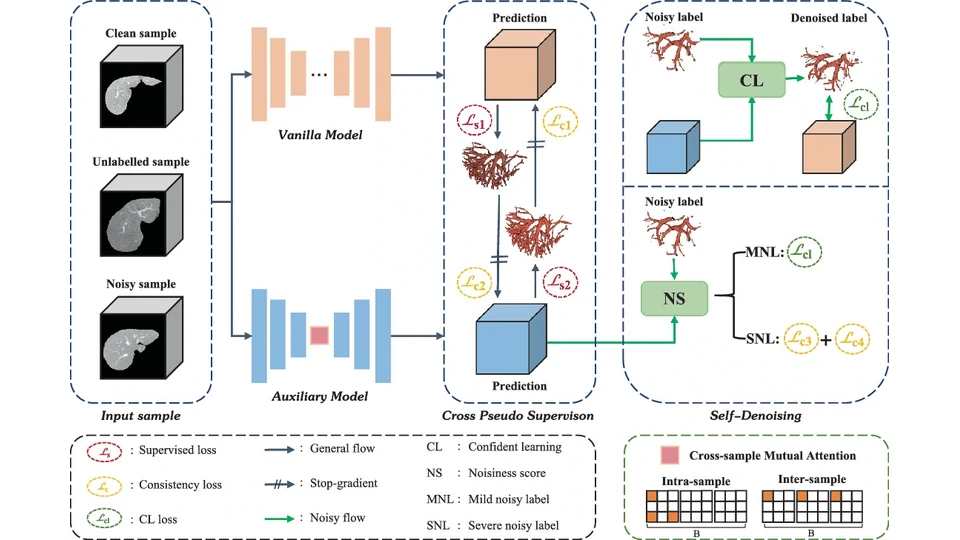 Clean sample
Unlabelled sample
Noisy sample
Input sample
...
Vanilla Model
Auxiliary Model
Prediction
ℒs1
ℒc1
ℒc2
ℒs2
Prediction
Cross Pseudo Supervison
Noisy label
Denoised label
CL
ℒcl
Noisy label
NS
MNL: ℒcl
SNL: ℒc3 + ℒc4
Self-Denoising
ℒs : Supervised loss
ℒc : Consistency loss
ℒcl : CL loss
: General flow
: Stop-gradient
: Noisy flow
CL : Confident learning
NS : Noisiness score
MNL : Mild noisy label
SNL : Severe noisy label
Cross-sample Mutual Attention
Intra-sample
Inter-sample
B
B